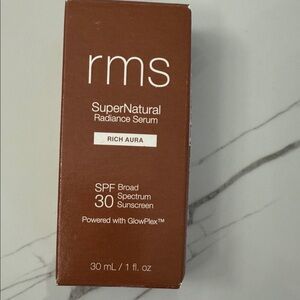 rms
SuperNatural
Radiance Serum
RICH AURA
SPF Broad
30 Spectrum
Sunscreen
Powered with GlowPlex™
30 mL / 1 fl. oz